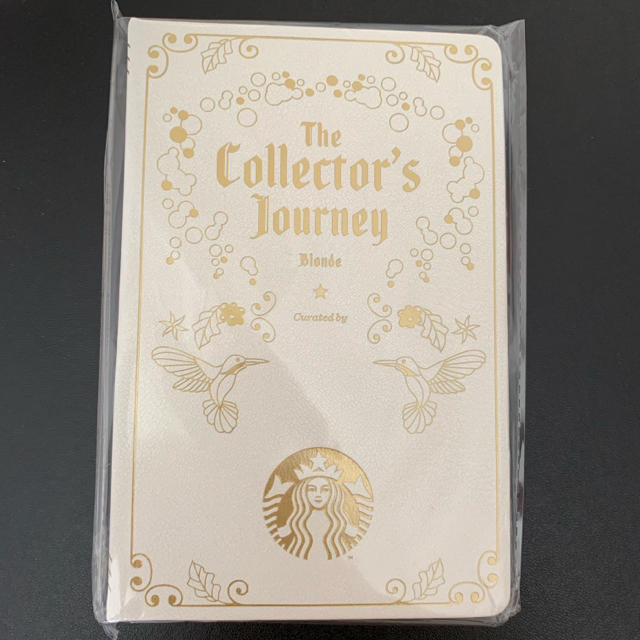 The
Collector's
Journey
Blonde
Curated by